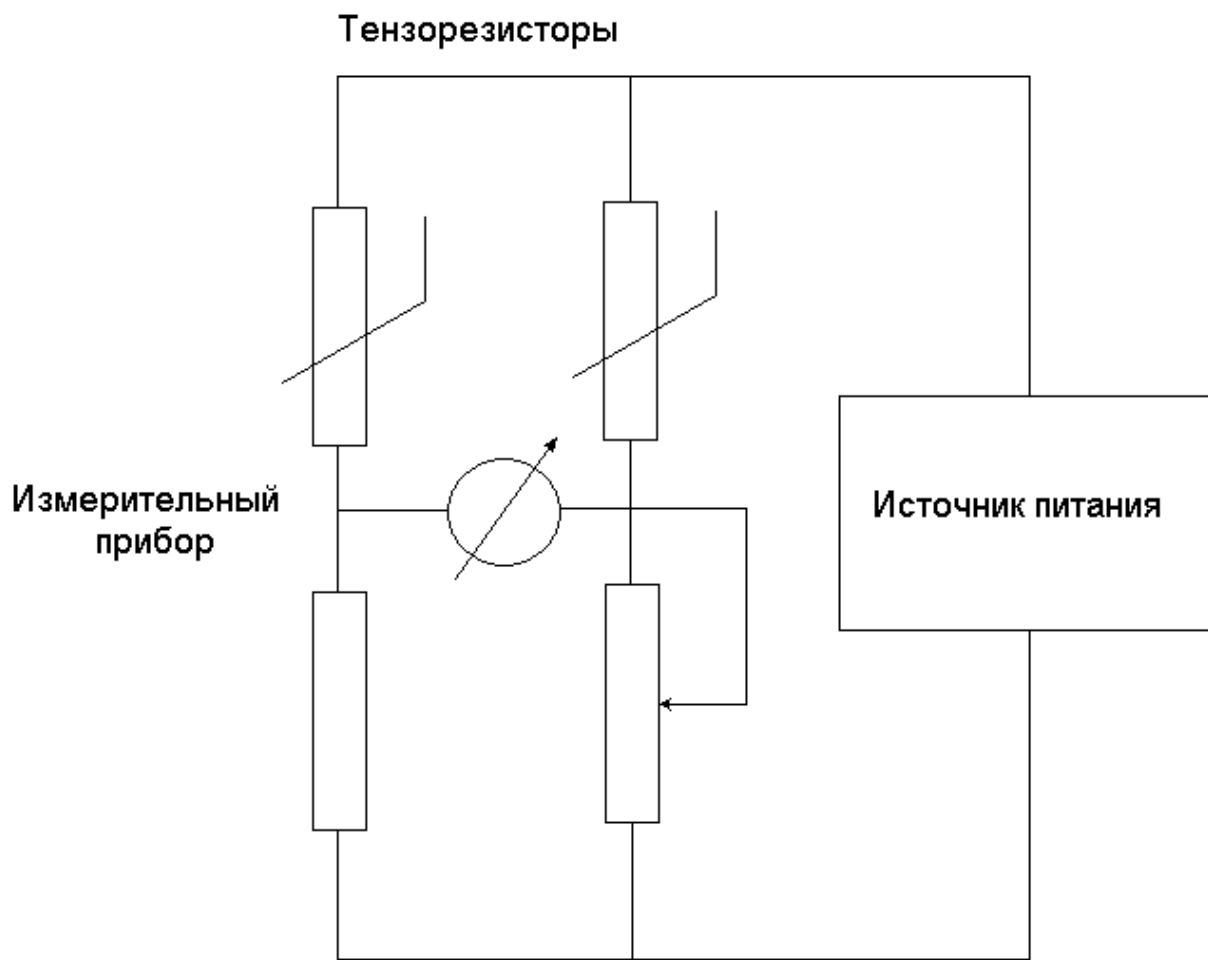 Тензорезисторы
Измерительный
прибор
Источник питания